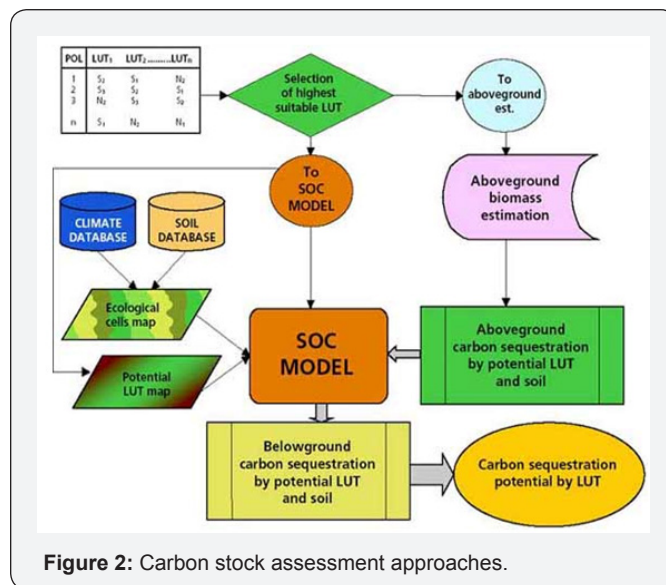 POL LUT₁ LUT₂.........LUTn
1 S₂ S₁ N₂
2 S₃ S₂ S₁
3 N₂ S₃ S₂
n S₁ N₂ N₁
Selection
of highest
suitable LUT
To
aboveground
est.
To
SOC
MODEL
Aboveground
biomass
estimation
CLIMATE
DATABASE
SOIL
DATABASE
Ecological
cells map
Potential
LUT map
SOC
MODEL
Aboveground
carbon sequestration
by potential LUT
and soil
Belowground
carbon sequestration
by potential LUT
and soil
Carbon sequestration
potential by LUT
Figure 2: Carbon stock assessment approaches.